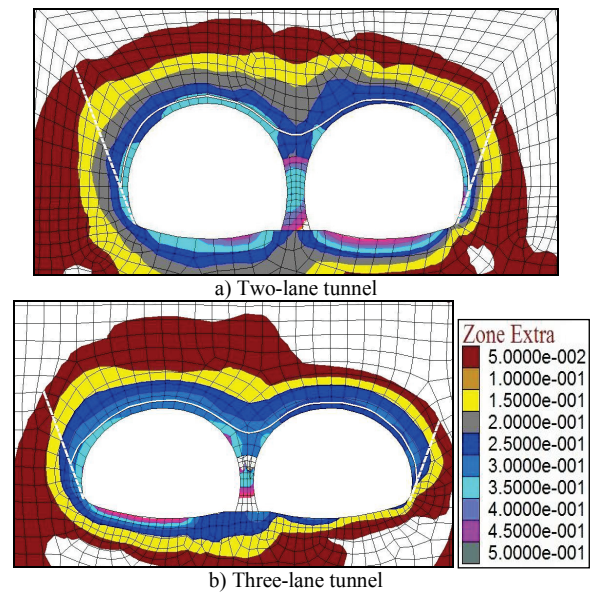 a) Two-lane tunnel
Zone Extra
5.0000e-002
1.0000e-001
1.5000e-001
2.0000e-001
2.5000e-001
3.0000e-001
3.5000e-001
4.0000e-001
4.5000e-001
5.0000e-001
b) Three-lane tunnel